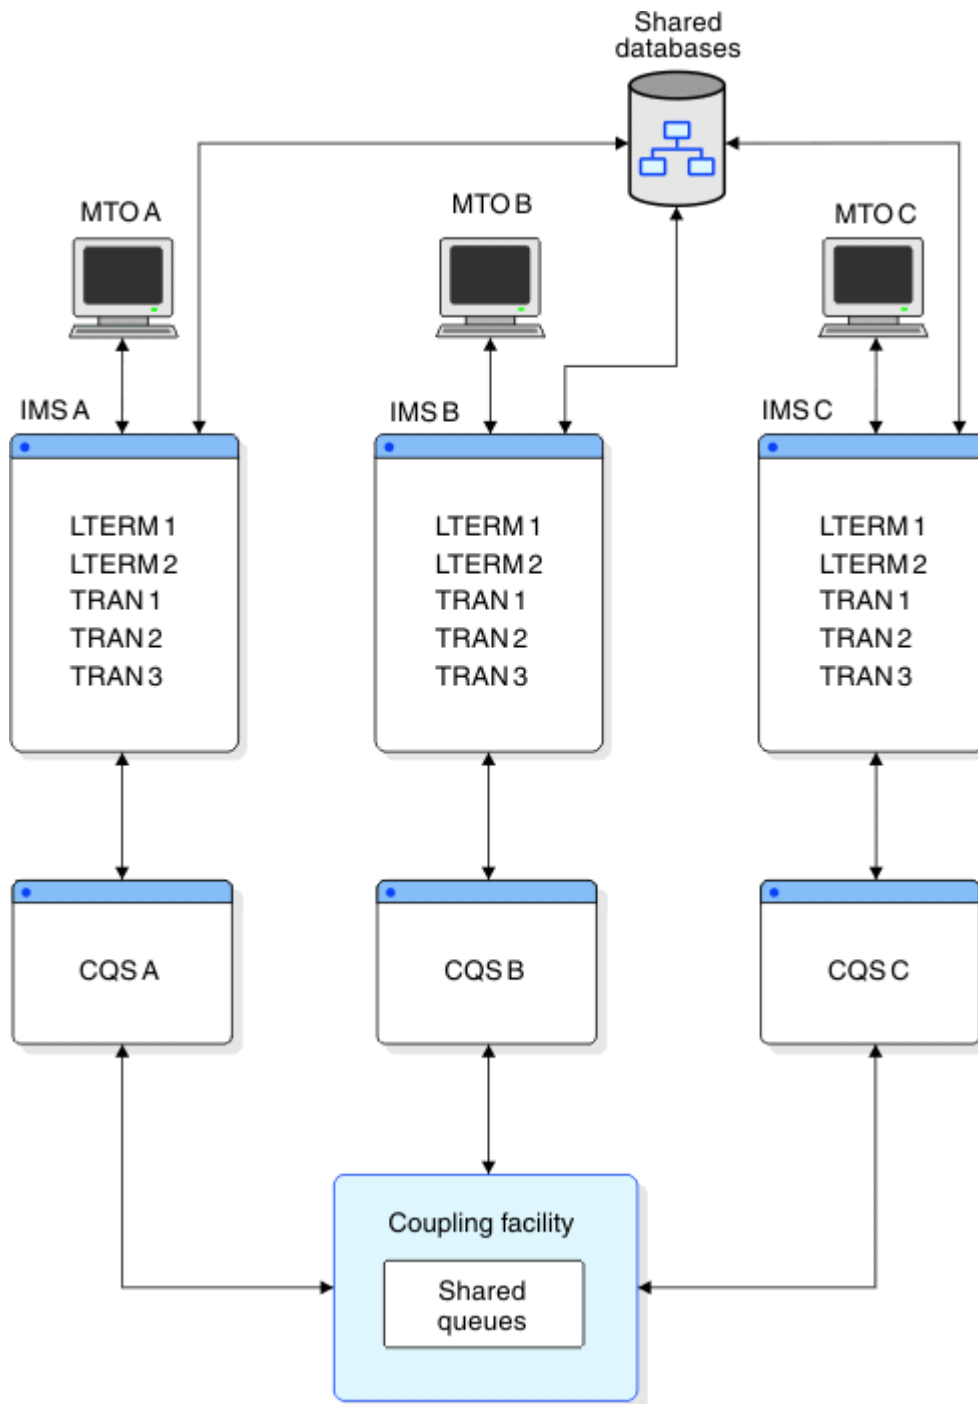 Shared
databases
MTO A
MTO B
MTO C
IMS A
IMS B
IMS C
LTERM 1
LTERM 2
TRAN 1
TRAN 2
TRAN 3
LTERM 1
LTERM 2
TRAN 1
TRAN 2
TRAN 3
LTERM 1
LTERM 2
TRAN 1
TRAN 2
TRAN 3
CQS A
CQS B
CQS C
Coupling facility
Shared
queues